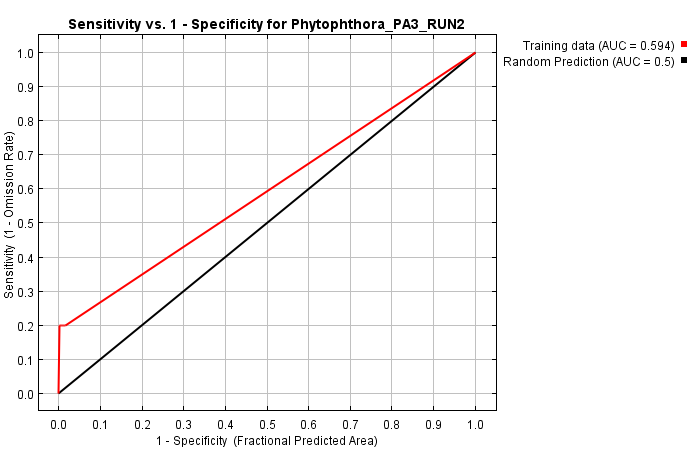 Sensitivity vs. 1 - Specificity for Phytophthora_PA3_RUN2
Training data (AUC = 0.594)
Random Prediction (AUC = 0.5)
Sensitivity (1 - Omission Rate)
1.0
0.9
0.8
0.7
0.6
0.5
0.4
0.3
0.2
0.1
0.0
0.0 0.1 0.2 0.3 0.4 0.5 0.6 0.7 0.8 0.9 1.0
1 - Specificity (Fractional Predicted Area)